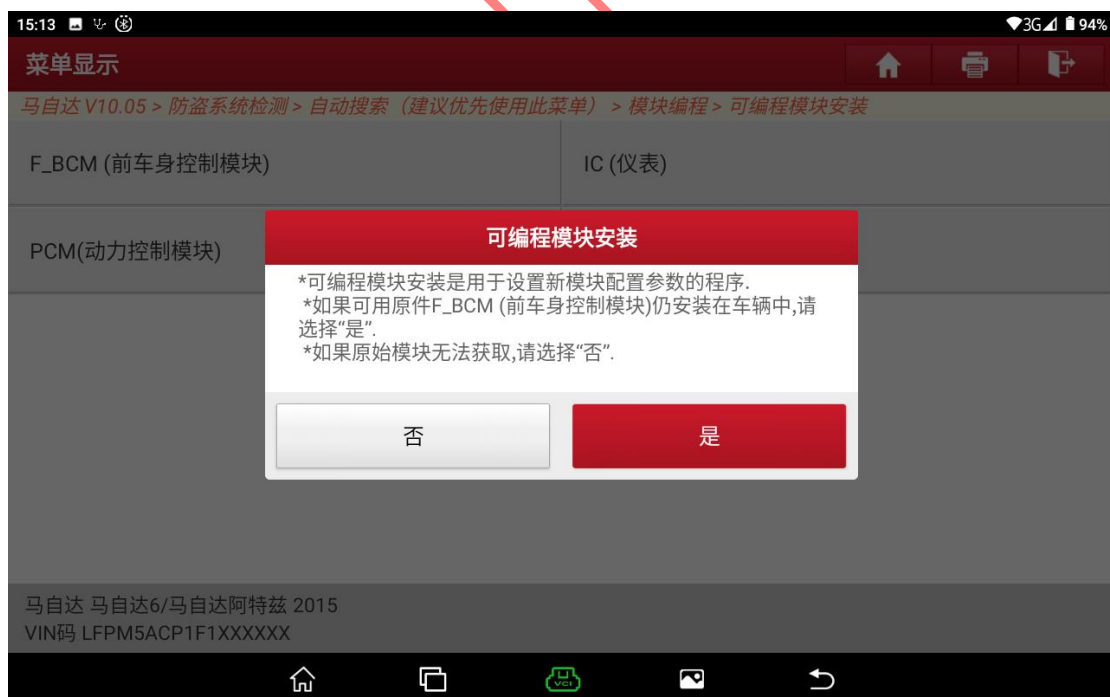 15:13 3G 94%
菜单显示
马自达 V10.05 > 防盗系统检测 > 自动搜索（建议优先使用此菜单）> 模块编程 > 可编程模块安装
F_BCM (前车身控制模块)
IC (仪表)
PCM(动力控制模块)
可编程模块安装
*可编程模块安装是用于设置新模块配置参数的程序.
*如果可用原件F_BCM (前车身控制模块)仍安装在车辆中,请
选择“是”.
*如果原始模块无法获取,请选择“否”.
否
是
马自达 马自达6/马自达阿特兹 2015
VIN码 LFPM5ACP1F1XXXXXX
VCI